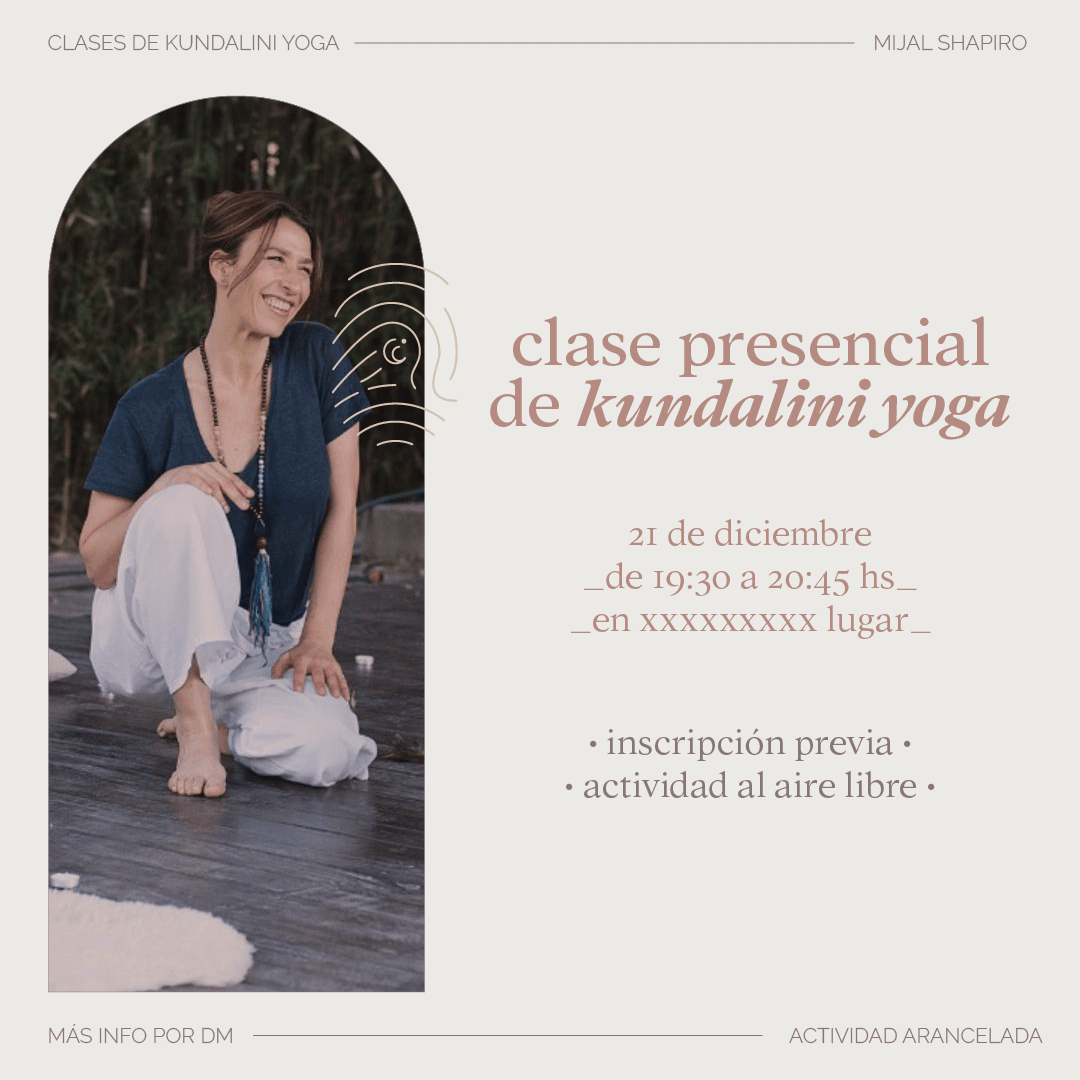 CLASES DE KUNDALINI YOGA
MIJAL SHAPIRO
clase presencial
de kundalini yoga
21 de diciembre
_de 19:30 a 20:45 hs_
_en xxxxxxxxx lugar_
• inscripción previa •
• actividad al aire libre •
MÁS INFO POR DM
ACTIVIDAD ARANCELADA